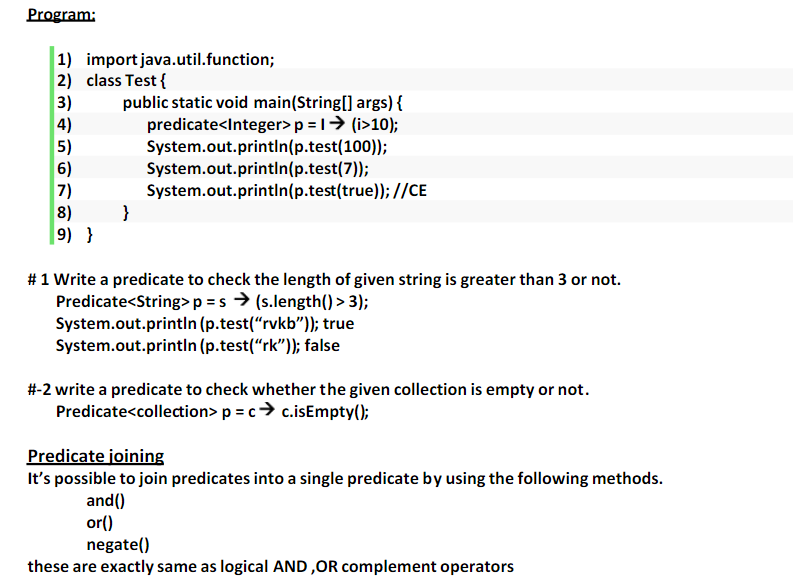 Program:
1) import java.util.function;
2) class Test {
3) public static void main(String[] args) {
4) predicate<Integer> p = I → (i>10);
5) System.out.println(p.test(100));
6) System.out.println(p.test(7));
7) System.out.println(p.test(true)); //CE
8) }
9) }
# 1 Write a predicate to check the length of given string is greater than 3 or not.
Predicate<String> p = s → (s.length() > 3);
System.out.println (p.test(“rvkb”)); true
System.out.println (p.test(“rk”)); false
#-2 write a predicate to check whether the given collection is empty or not.
Predicate<collection> p = c → c.isEmpty();
Predicate joining
It’s possible to join predicates into a single predicate by using the following methods.
and()
or()
negate()
these are exactly same as logical AND ,OR complement operators